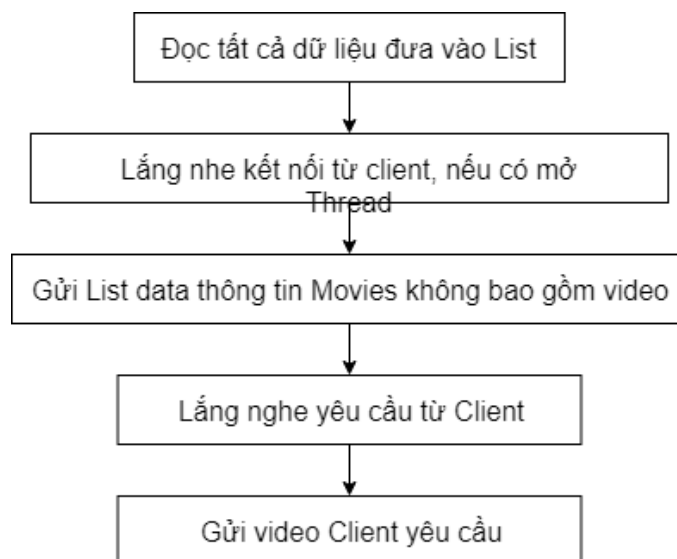 Đọc tất cả dữ liệu đưa vào List
Lắng nhe kết nối từ client, nếu có mở
Thread
Gửi List data thông tin Movies không bao gồm video
Lắng nghe yêu cầu từ Client
Gửi video Client yêu cầu